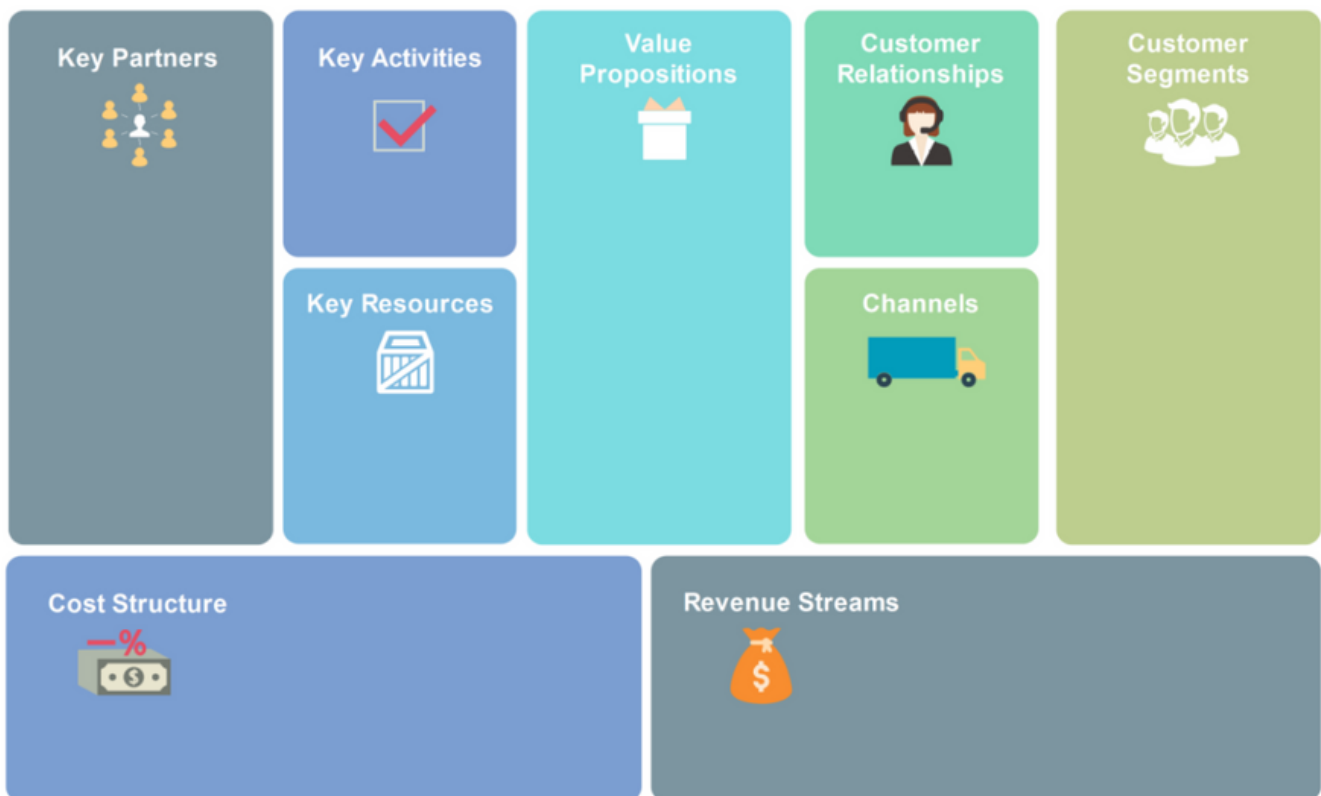 Key Partners
Key Activities
Value
Propositions
Customer
Relationships
Customer
Segments
Key Resources
Channels
Cost Structure
—%
$
Revenue Streams
$